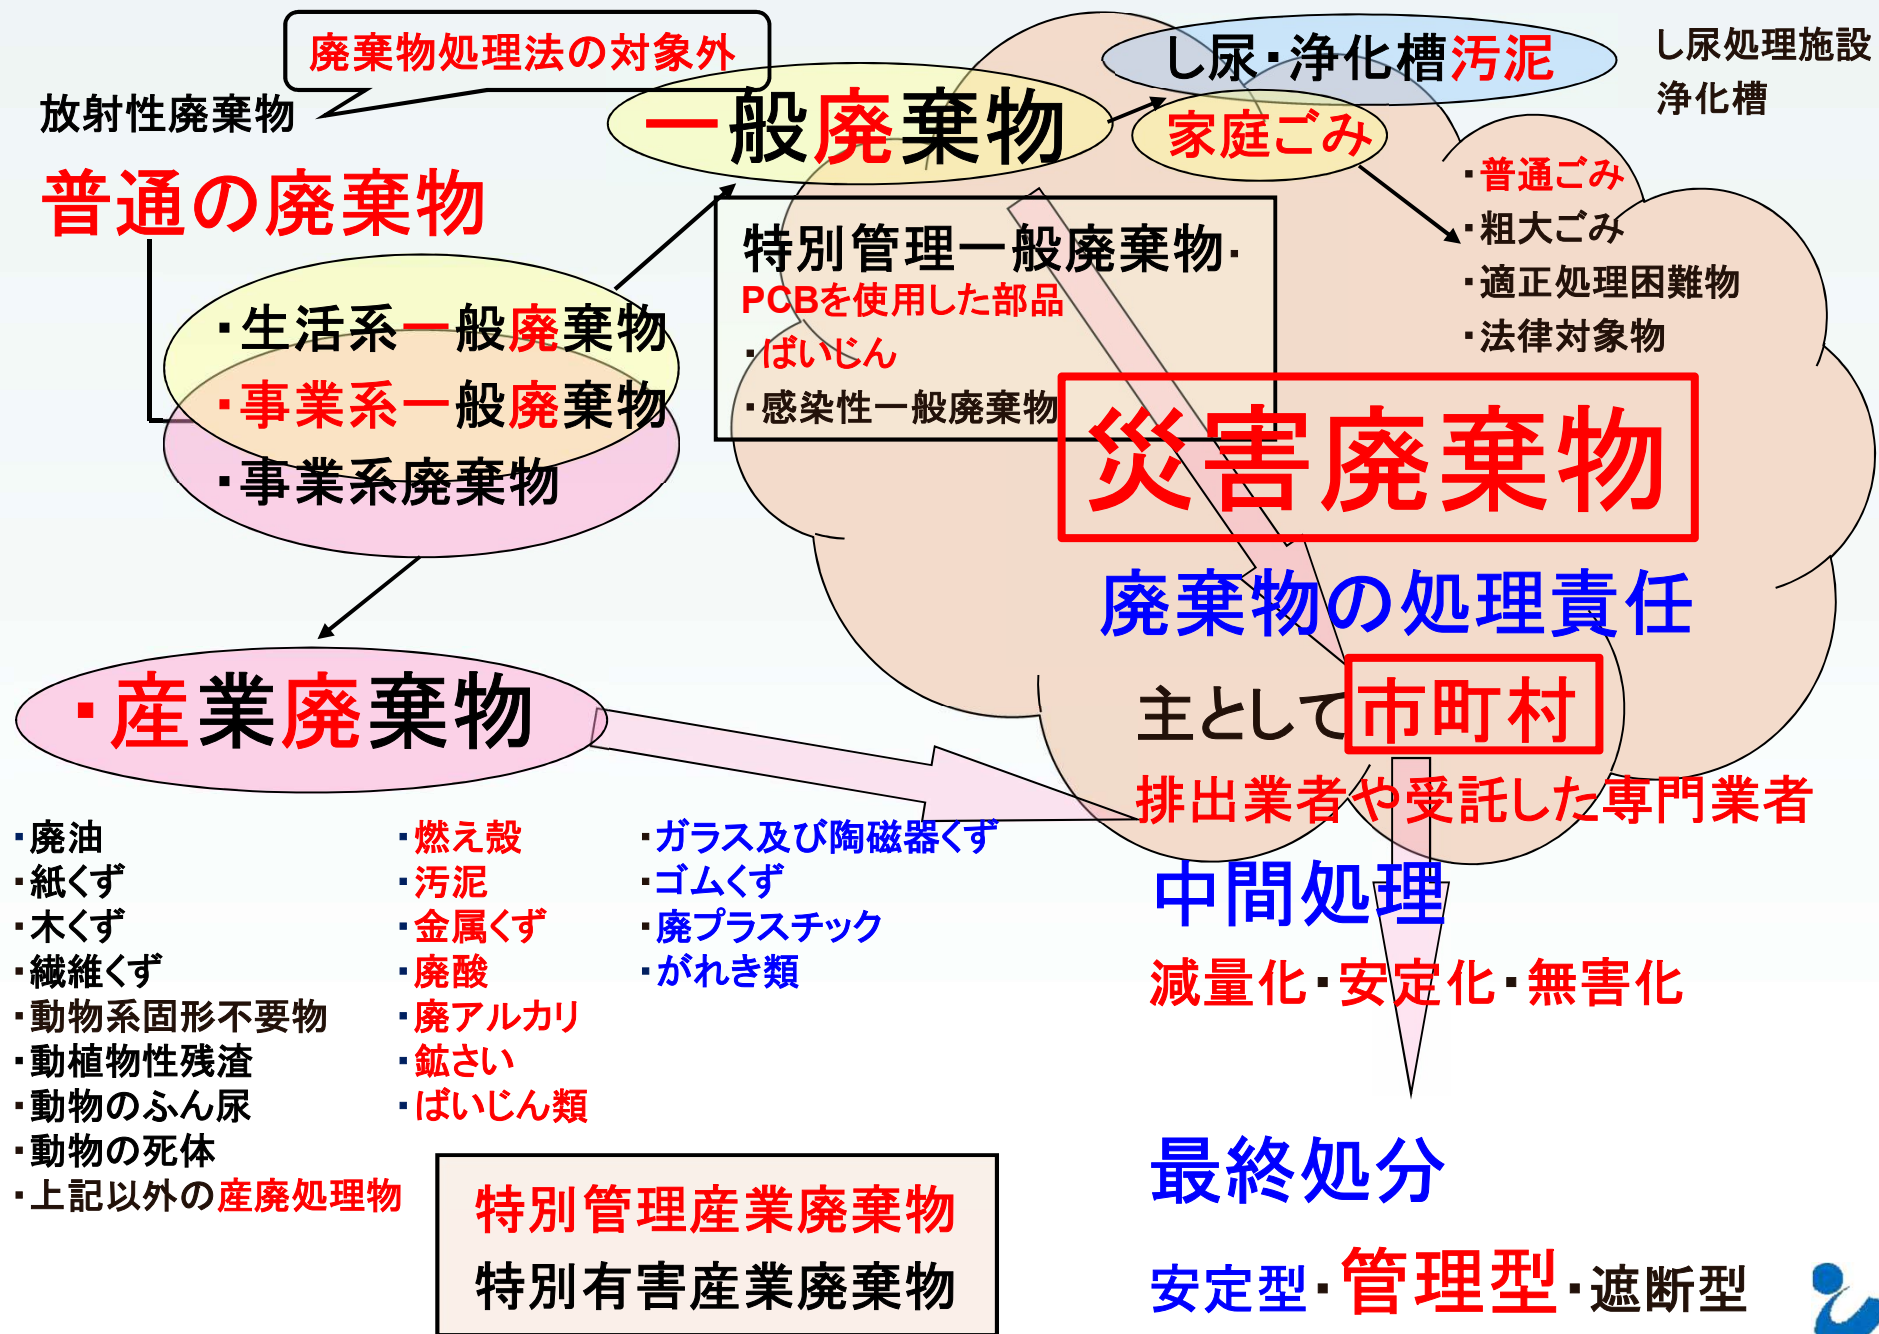 廃棄物処理法の対象外
放射性廃棄物
普通の廃棄物
・生活系一般廃棄物
・事業系一般廃棄物
・事業系廃棄物
一般廃棄物
し尿・浄化槽汚泥
し尿処理施設
浄化槽
家庭ごみ
・普通ごみ
・粗大ごみ
・適正処理困難物
・法律対象物
特別管理一般廃棄物・
PCBを使用した部品
・ばいじん
・感染性一般廃棄物
災害廃棄物
廃棄物の処理責任
主として市町村
排出業者や受託した専門業者
・産業廃棄物
・廃油
・紙くず
・木くず
・繊維くず
・動物系固形不要物
・動植物性残渣
・動物のふん尿
・動物の死体
・上記以外の産廃処理物
・燃え殻
・汚泥
・金属くず
・廃酸
・廃アルカリ
・鉱さい
・ばいじん類
・ガラス及び陶磁器くず
・ゴムくず
・廃プラスチック
・がれき類
特別管理産業廃棄物
特別有害産業廃棄物
中間処理
減量化・安定化・無害化
最終処分
安定型・管理型・遮断型